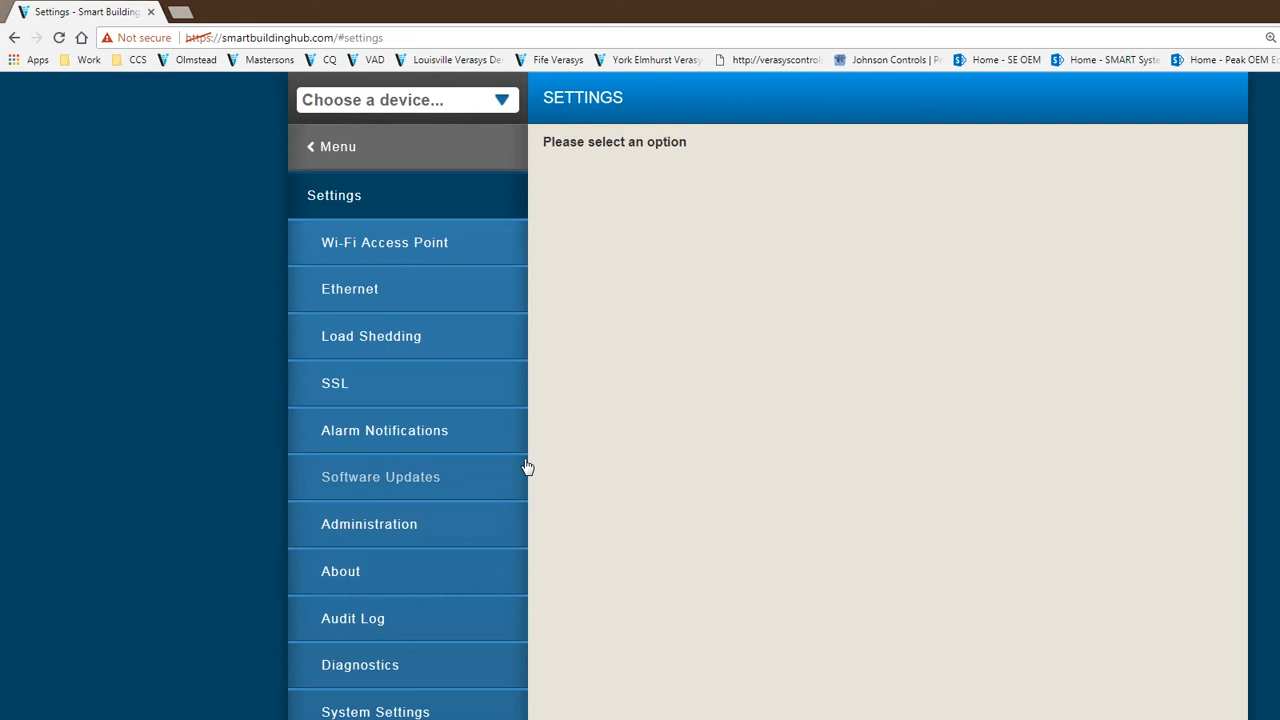 Settings - Smart Building
Not secure
https://smartbuildinghub.com/#settings
Apps
Work
CCS
Olmstead
Mastersons
CQ
VAD
Louisville Verasys De
Fife Verasys
York Elmhurst Verasy
http://verasyscontrol
Johnson Controls | Pr
Home - SE OEM
Home - SMART Syste
Home - Peak OEM E
Choose a device...
SETTINGS
Menu
Please select an option
Settings
Wi-Fi Access Point
Ethernet
Load Shedding
SSL
Alarm Notifications
Software Updates
Administration
About
Audit Log
Diagnostics
System Settings